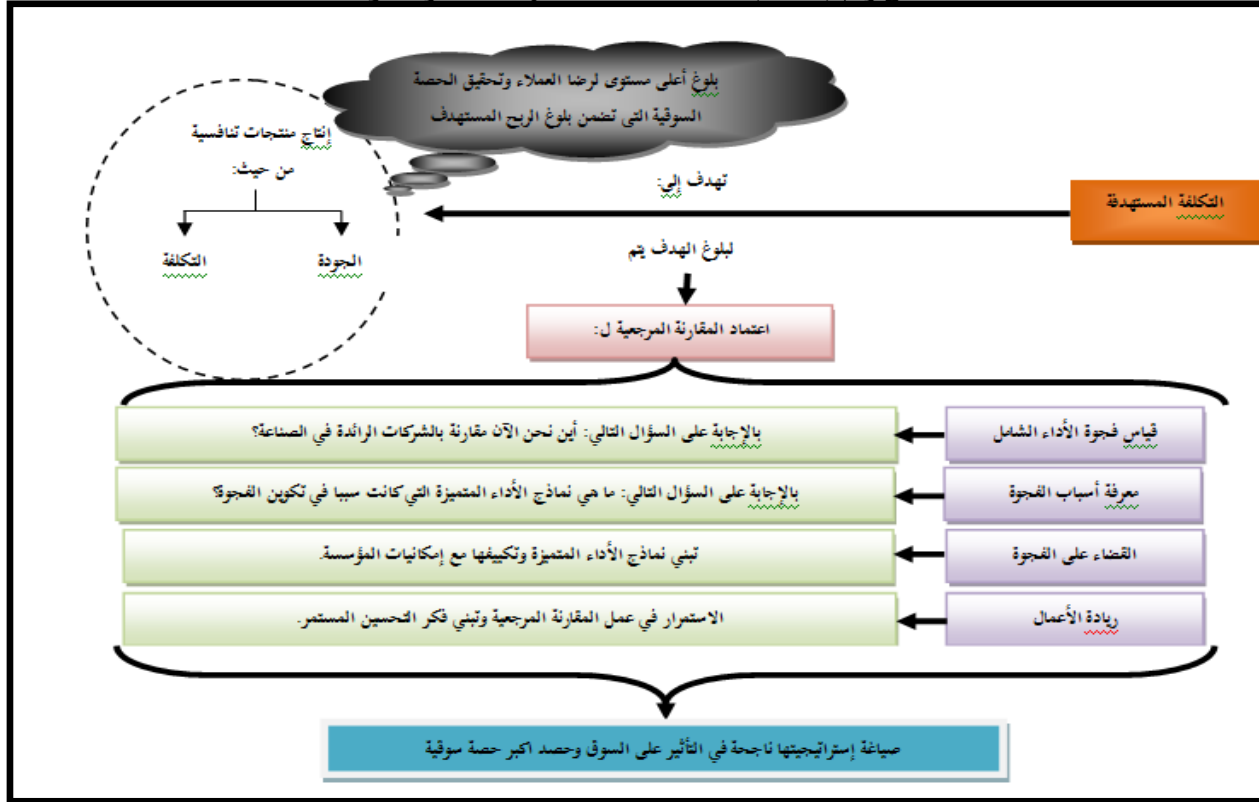 بلوغ أعلى مستوى لرضا العملاء وتحقيق الحصة
السوقية التي تضمن بلوغ الربح المستهدف
إنتاج منتجات تنافسية
من حيث:
الجودة
التكلفة
تهدف إلى:
التكلفة المستهدفة
لبلوغ الهدف يتم
اعتماد المقارنة المرجعية ل:
قياس فجوة الأداء الشامل
بالإجابة على السؤال التالي: أين نحن الآن مقارنة بالشركات الرائدة في الصناعة؟
معرفة أسباب الفجوة
بالإجابة على السؤال التالي: ما هي نماذج الأداء المتميزة التي كانت سببا في تكوين الفجوة؟
القضاء على الفجوة
تبني نماذج الأداء المتميزة وتكييفها مع إمكانيات المؤسسة.
ريادة الأعمال
الاستمرار في عمل المقارنة المرجعية وتبني فكر التحسين المستمر.
صياغة إستراتيجيتها ناجحة في التأثير على السوق وحصد اكبر حصة سوقية